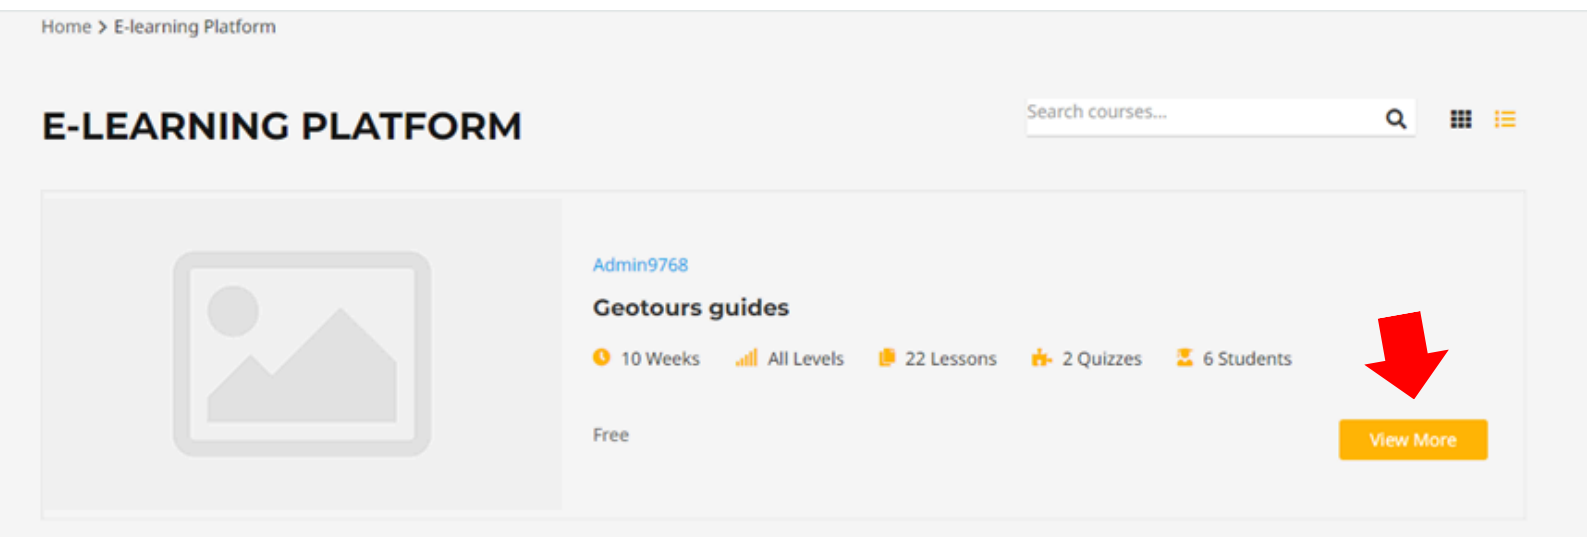 Home > E-learning Platform
E-LEARNING PLATFORM
Search courses...
Admin9768
Geotours guides
10 Weeks All Levels 22 Lessons 2 Quizzes 6 Students
Free
View More